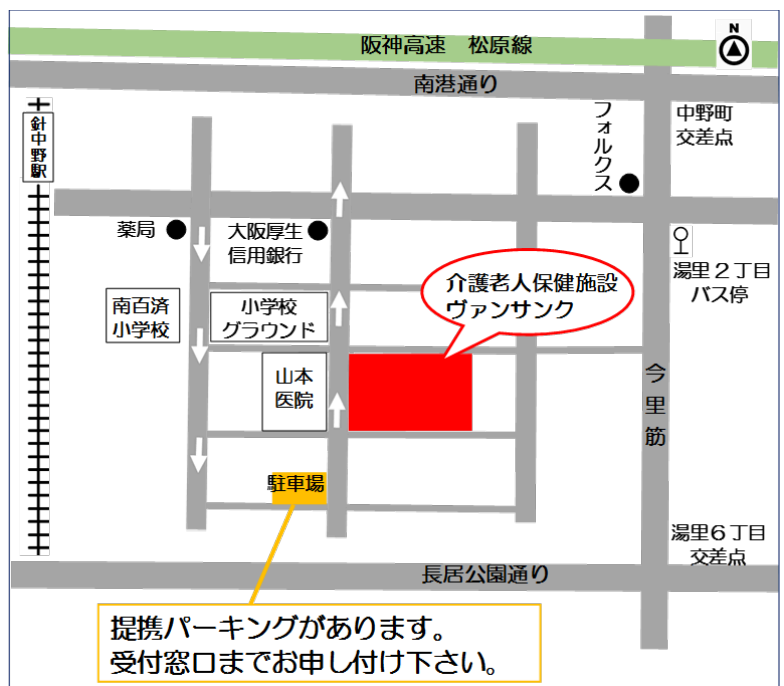 阪神高速　松原線
N
南港通り
針中野駅
フォルクス
中野町
交差点
薬局
大阪厚生
信用銀行
湯里２丁目
バス停
介護老人保健施設
ヴァンサンク
南百済
小学校
小学校
グラウンド
山本
医院
今里筋
駐車場
湯里６丁目
交差点
長居公園通り
提携パーキングがあります。
受付窓口までお申し付け下さい。